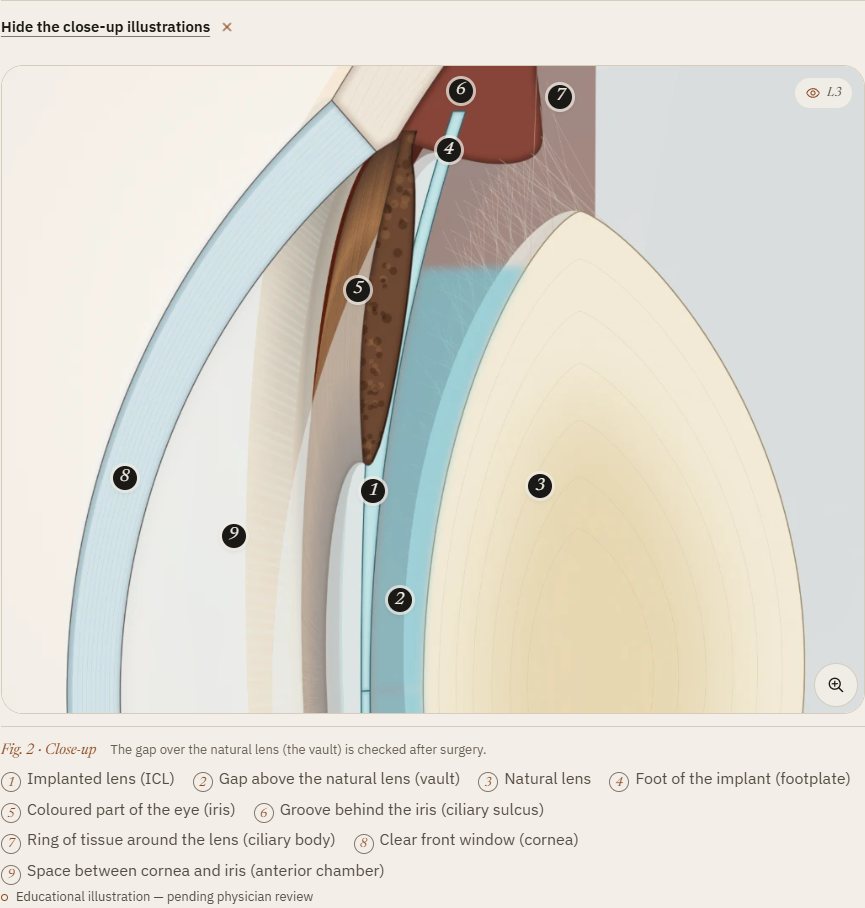 Hide the close-up illustrations ×
6
7
L3
4
5
8
1
3
9
2
Fig. 2 · Close-up The gap over the natural lens (the vault) is checked after surgery.
1 Implanted lens (ICL) 2 Gap above the natural lens (vault) 3 Natural lens 4 Foot of the implant (footplate)
5 Coloured part of the eye (iris) 6 Groove behind the iris (ciliary sulcus)
7 Ring of tissue around the lens (ciliary body) 8 Clear front window (cornea)
9 Space between cornea and iris (anterior chamber)
Educational illustration — pending physician review